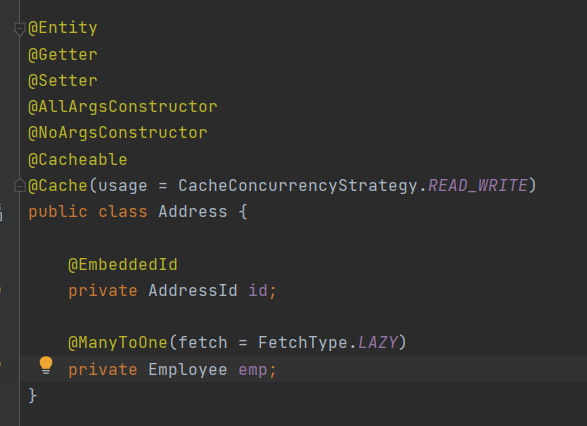 @Entity
@Getter
@Setter
@AllArgsConstructor
@NoArgsConstructor
@Cacheable
@Cache(usage = CacheConcurrencyStrategy.READ_WRITE)
public class Address {
@EmbeddedId
private AddressId id;
@ManyToOne(fetch = FetchType.LAZY)
private Employee emp;
}